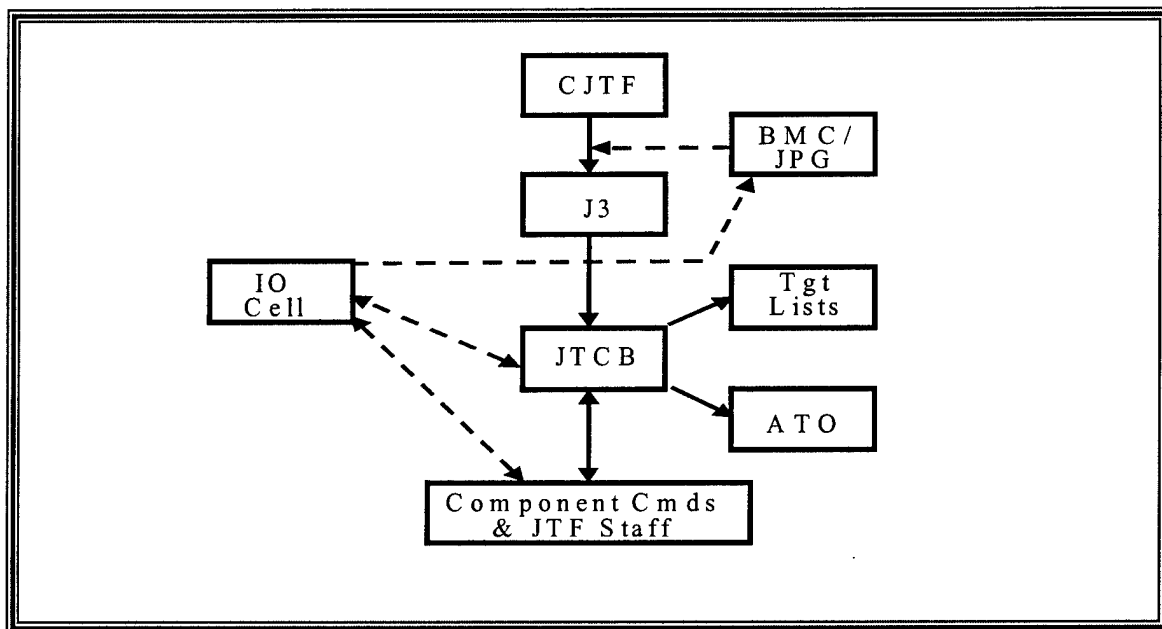 CJTF
BMC/
JPG
J3
IO
Cell
Tgt
Lists
JTCB
ATO
Component Cmds
& JTF Staff